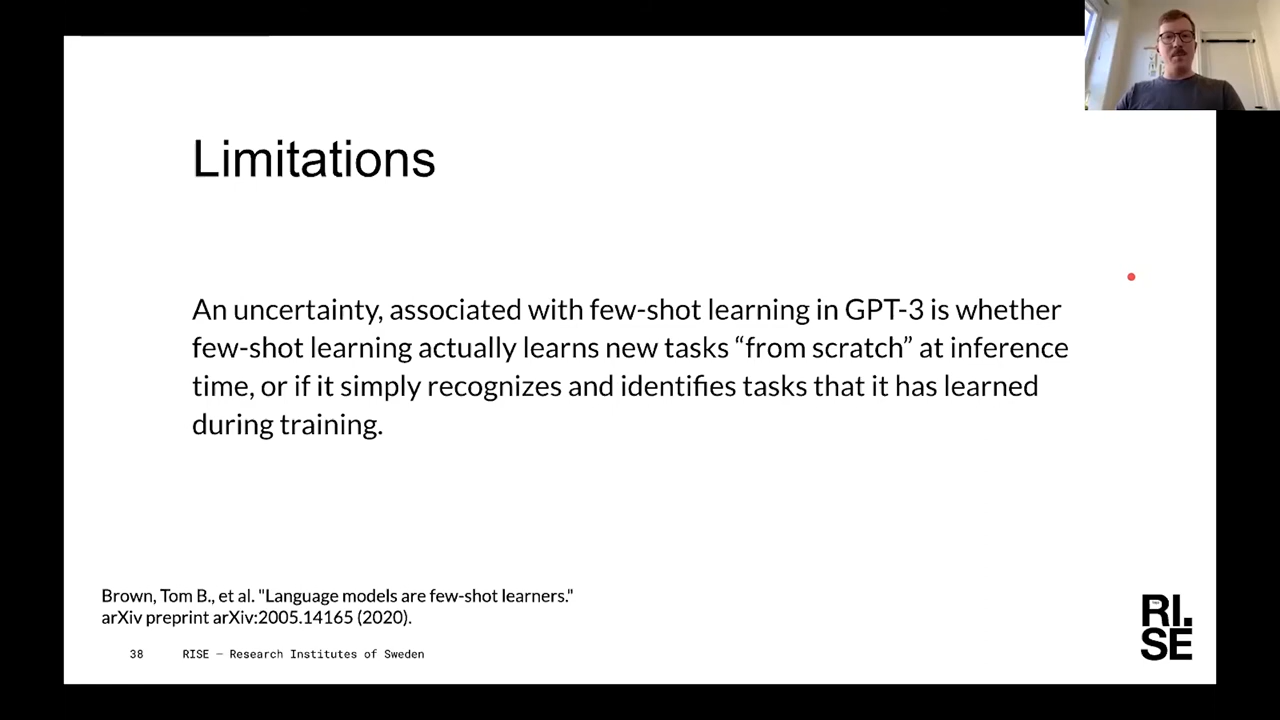 Limitations
An uncertainty, associated with few-shot learning in GPT-3 is whether
few-shot learning actually learns new tasks “from scratch” at inference
time, or if it simply recognizes and identifies tasks that it has learned
during training.
Brown, Tom B., et al. "Language models are few-shot learners."
arXiv preprint arXiv:2005.14165 (2020).
38 RISE — Research Institutes of Sweden
RI.
SE